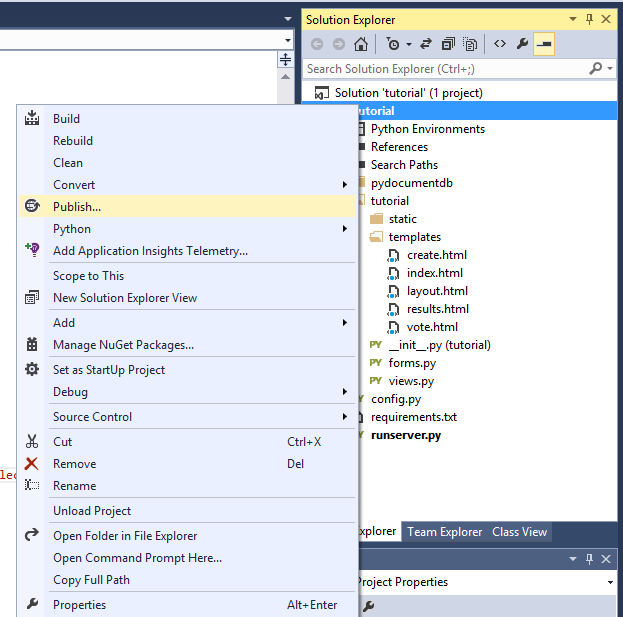 Solution Explorer
Search Solution Explorer (Ctrl+;)
Solution 'tutorial' (1 project)
utorial
Python Environments
References
Search Paths
pydocumentdb
tutorial
static
templates
create.html
index.html
layout.html
results.html
vote.html
PY __init__.py (tutorial)
PY forms.py
PY views.py
config.py
requirements.txt
runserver.py
xplorer
Team Explorer
Class View
Project Properties
Build
Rebuild
Clean
Convert
Publish...
Python
Add Application Insights Telemetry...
Scope to This
New Solution Explorer View
Add
Manage NuGet Packages...
Set as StartUp Project
Debug
Source Control
Cut Ctrl+X
Remove Del
Rename
Unload Project
Open Folder in File Explorer
Open Command Prompt Here...
Copy Full Path
Properties Alt+Enter
lec